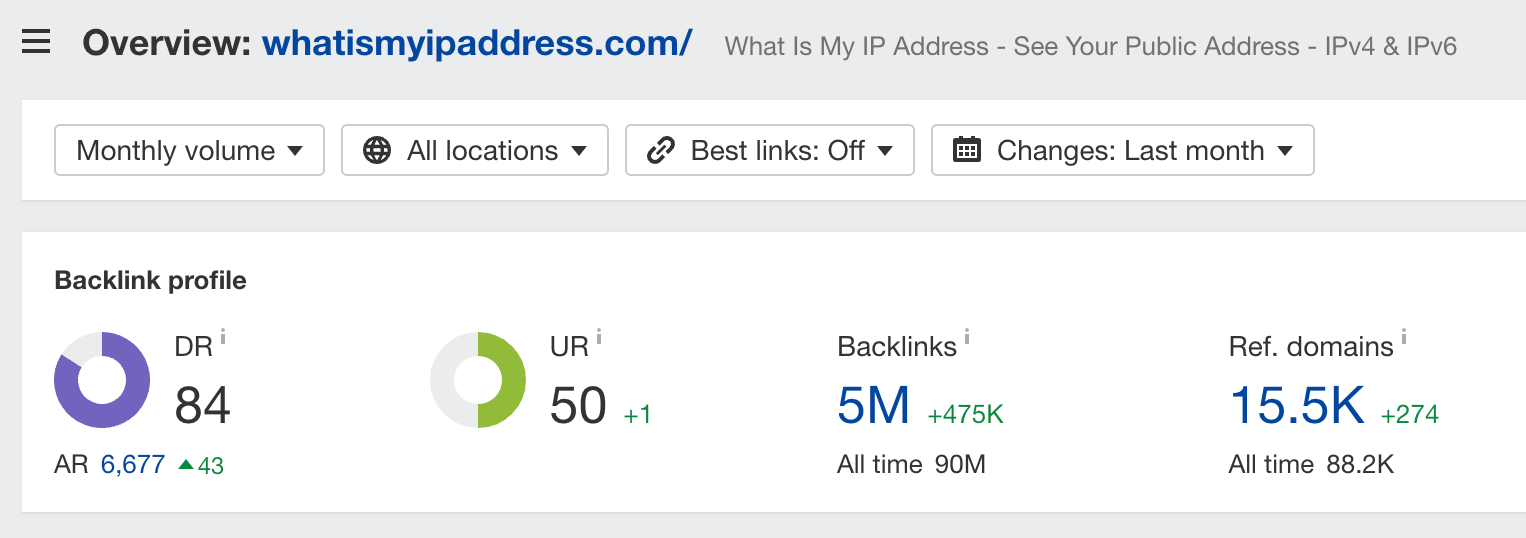 Overview: whatismyipaddress.com/ What Is My IP Address - See Your Public Address - IPv4 & IPv6
Monthly volume All locations Best links: Off Changes: Last month
Backlink profile
DR i UR i Backlinks i Ref. domains i
84 50 +1 5M +475K 15.5K +274
AR 6,677 43 All time 90M All time 88.2K